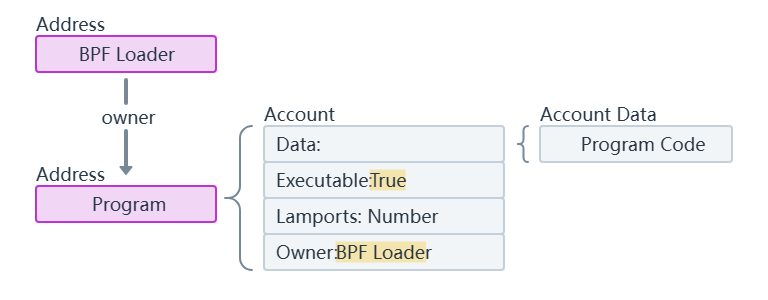 Address
BPF Loader
owner
Address
Program
Account
Data:
Executable:True
Lamports: Number
Owner:BPF Loader
Account Data
Program Code